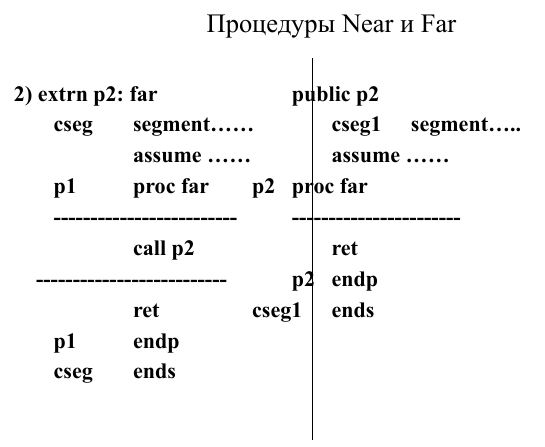 Процедуры Near и Far
2) extrn p2: far
cseg segment……
assume ……
p1 proc far
-------------------------
call p2
--------------------------
ret
p1 endp
cseg ends
public p2
cseg1 segment…..
assume ……
p2 proc far
-----------------------
ret
p2 endp
cseg1 ends